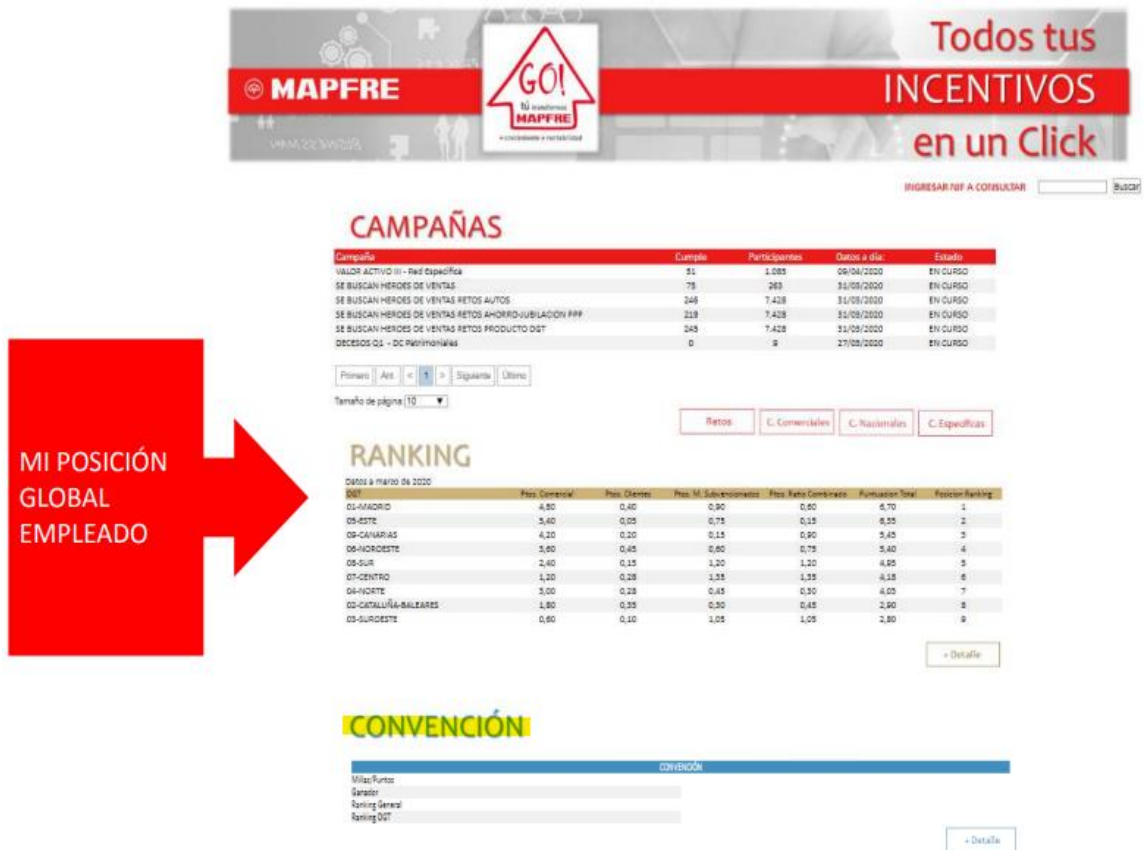 Todos tus
MAPFRE
GO!
tú transformas
MAPFRE
+ crecimiento + rentabilidad
INCENTIVOS
en un Click
INGRESAR NIF A CONSULTAR Buscar
CAMPAÑAS
Campaña Cumple Participantes Datos a día: Estado
VALOR ACTIVO III - Red Específica 51 1.085 09/04/2020 EN CURSO
SE BUSCAN HEROES DE VENTAS 75 263 31/03/2020 EN CURSO
SE BUSCAN HEROES DE VENTAS RETOS AUTOS 246 7.428 31/03/2020 EN CURSO
SE BUSCAN HEROES DE VENTAS RETOS AHORRO-JUBILACION PPP 219 7.428 31/03/2020 EN CURSO
SE BUSCAN HEROES DE VENTAS RETOS PRODUCTO DGT 245 7.428 31/03/2020 EN CURSO
DECESOS Q1 - DC Patrimoniales 0 9 27/03/2020 EN CURSO
Primero Ant. < 1 > Siguiente Último
Tamaño de página: 10
Retos C. Comerciales C. Nacionales C. Específicas
MI POSICIÓN
GLOBAL
EMPLEADO
RANKING
Datos a marzo de 2020
DGT Ptos. Comercial Ptos. Clientes Ptos. M. Subvencionados Ptos. Ratio Combinado Puntuacion Total Posicion Ranking
01-MADRID 4,80 0,40 0,90 0,60 6,70 1
05-ESTE 5,40 0,05 0,75 0,15 6,35 2
09-CANARIAS 4,20 0,20 0,15 0,90 5,45 3
06-NOROESTE 3,60 0,45 0,60 0,75 5,40 4
08-SUR 2,40 0,15 1,20 1,20 4,95 5
07-CENTRO 1,20 0,28 1,35 1,35 4,18 6
04-NORTE 3,00 0,28 0,45 0,30 4,03 7
02-CATALUÑA-BALEARES 1,80 0,35 0,30 0,45 2,90 8
03-SUROESTE 0,60 0,10 1,05 1,05 2,80 9
+ Detalle
CONVENCIÓN
CONVENCIÓN
Millas/Puntos
Ganador
Ranking General
Ranking DGT
+ Detalle